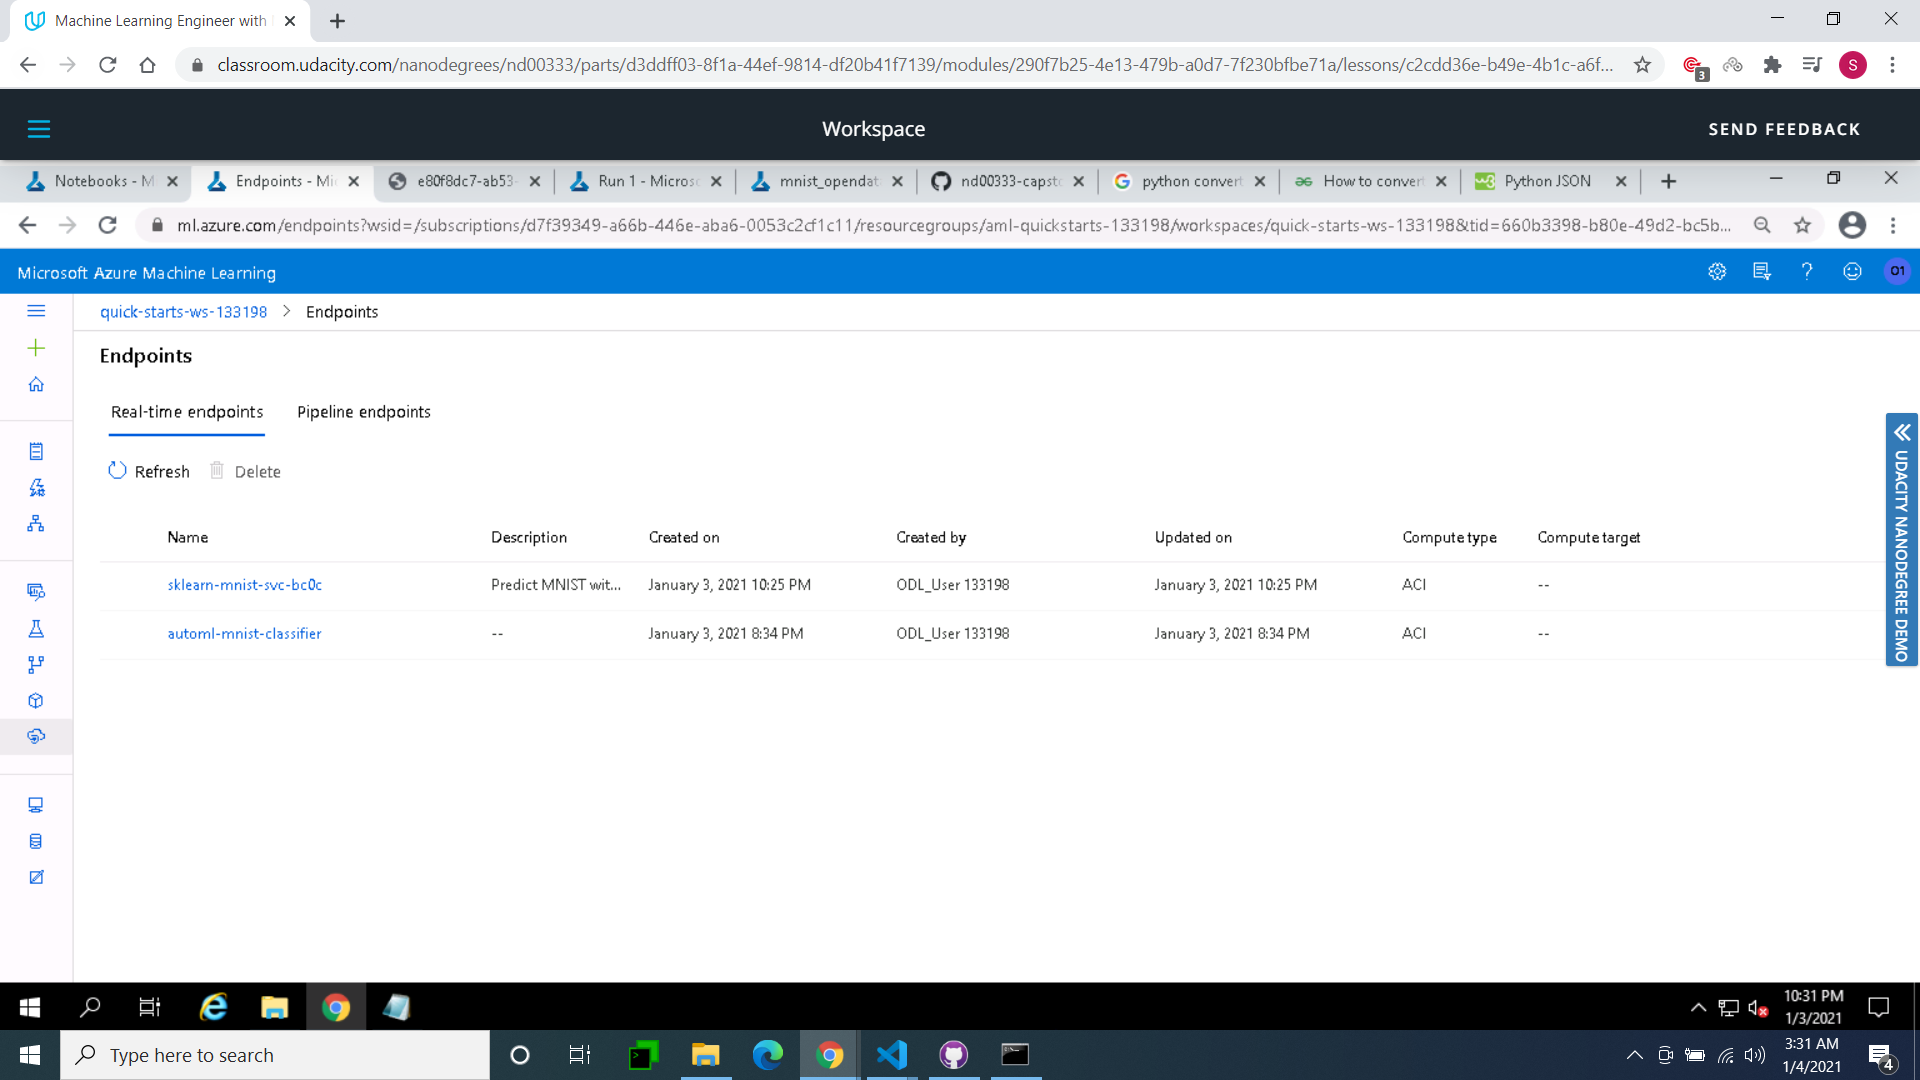 Machine Learning Engineer with
classroom.udacity.com/nanodegrees/nd00333/parts/d3ddff03-8f1a-44ef-9814-df20b41f7139/modules/290f7b25-4e13-479b-a0d7-7f230bfbe71a/lessons/c2cdd36e-b49e-4b1c-a6f...
3
S
Workspace
SEND FEEDBACK
Notebooks - M
Endpoints - Mi
e80f8dc7-ab53-
Run 1 - Microso
mnist_opendat
nd00333-capsto
python convert
How to convert
Python JSON
ml.azure.com/endpoints?wsid=/subscriptions/d7f39349-a66b-446e-aba6-0053c2cf1c11/resourcegroups/aml-quickstarts-133198/workspaces/quick-starts-ws-133198&tid=660b3398-b80e-49d2-bc5b...
Microsoft Azure Machine Learning
O1
quick-starts-ws-133198 > Endpoints
Endpoints
Real-time endpoints Pipeline endpoints
Refresh Delete
Name Description Created on Created by Updated on Compute type Compute target
sklearn-mnist-svc-bc0c Predict MNIST wit... January 3, 2021 10:25 PM ODL_User 133198 January 3, 2021 10:25 PM ACI --
automl-mnist-classifier -- January 3, 2021 8:34 PM ODL_User 133198 January 3, 2021 8:34 PM ACI --
UDACITY NANODEGREE DEMO
10:31 PM
1/3/2021
Type here to search
3:31 AM
1/4/2021
4